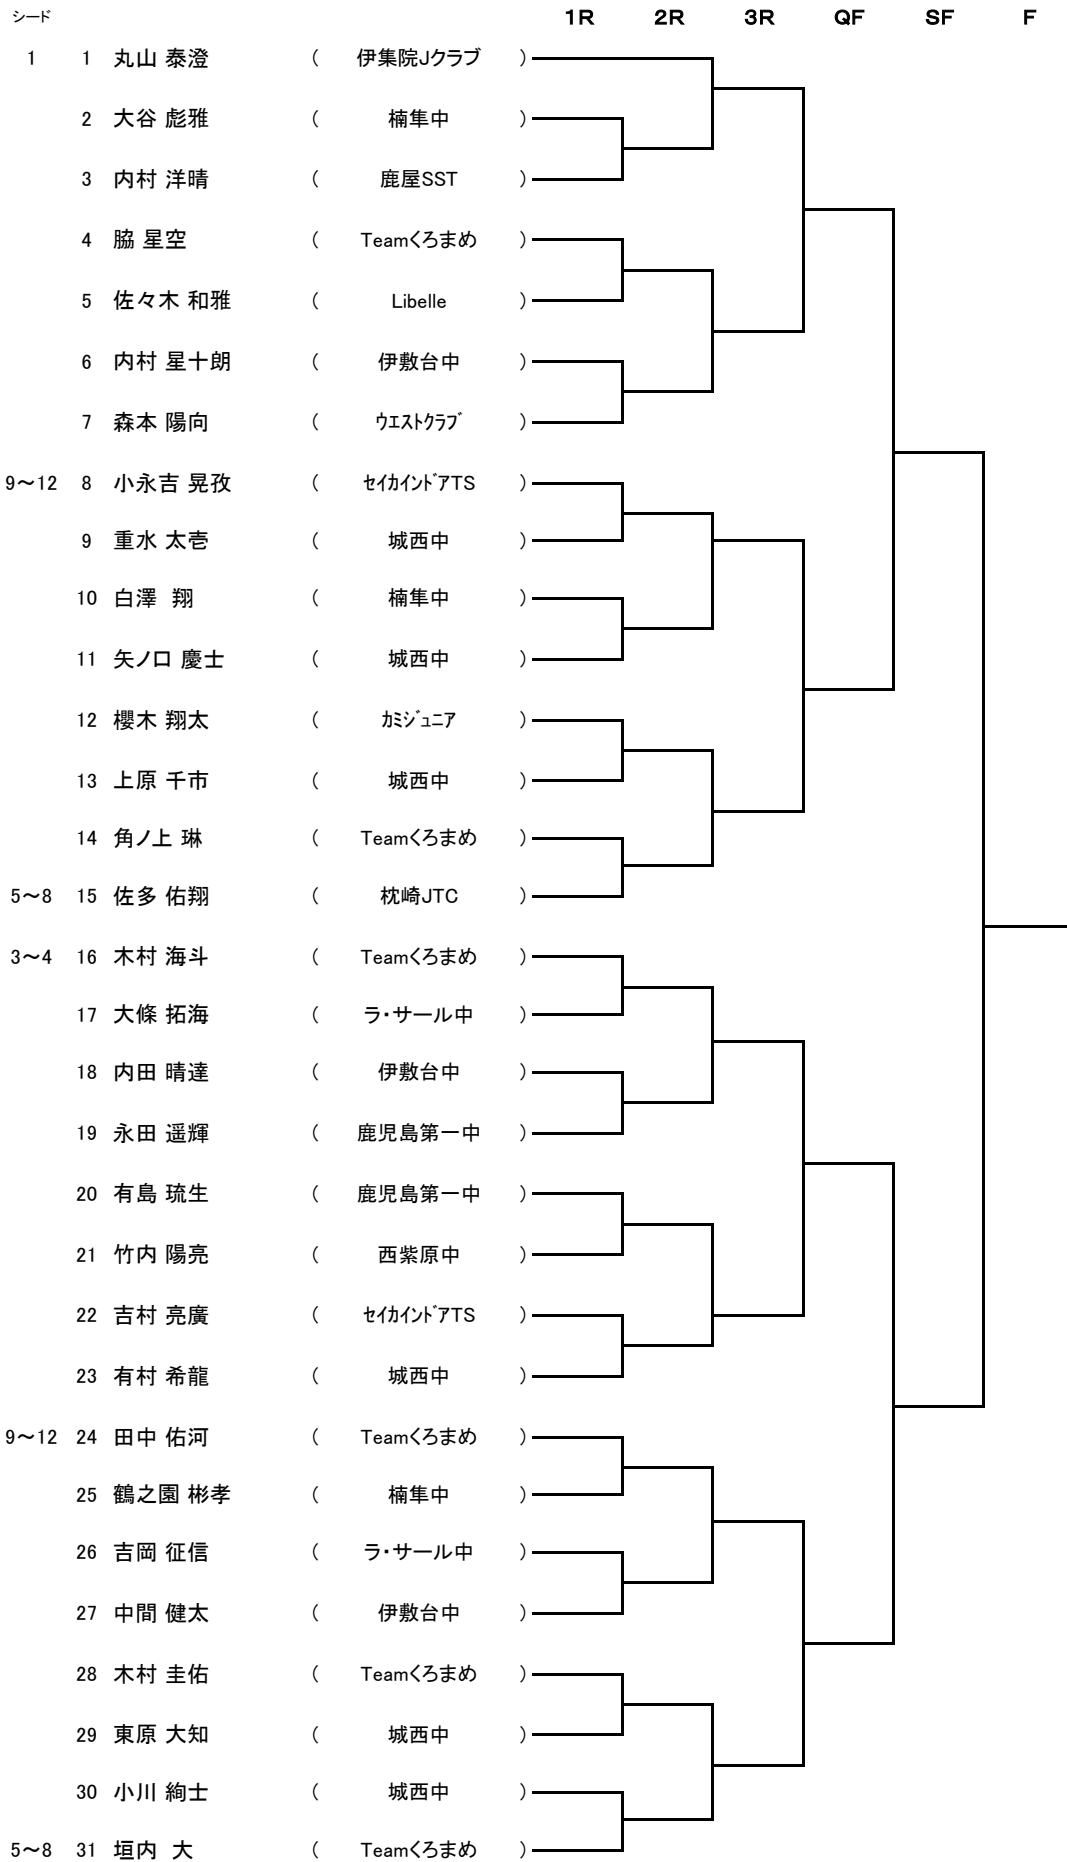 シード 1R 2R 3R QF SF F
1 1 丸山 泰澄 ( 伊集院Jクラブ )
2 大谷 彪雅 ( 楠隼中 )
3 内村 洋晴 ( 鹿屋SST )
4 脇 星空 ( Teamくろまめ )
5 佐々木 和雅 ( Libelle )
6 内村 星十朗 ( 伊敷台中 )
7 森本 陽向 ( ウエストクラブ )
9～12 8 小永吉 晃孜 ( セイカインドアTS )
9 重水 太壱 ( 城西中 )
10 白澤 翔 ( 楠隼中 )
11 矢ノ口 慶士 ( 城西中 )
12 櫻木 翔太 ( カミジュニア )
13 上原 千市 ( 城西中 )
14 角ノ上 琳 ( Teamくろまめ )
5～8 15 佐多 佑翔 ( 枕崎JTC )
3～4 16 木村 海斗 ( Teamくろまめ )
17 大條 拓海 ( ラ・サール中 )
18 内田 晴達 ( 伊敷台中 )
19 永田 遥輝 ( 鹿児島第一中 )
20 有島 琉生 ( 鹿児島第一中 )
21 竹内 陽亮 ( 西紫原中 )
22 吉村 亮廣 ( セイカインドアTS )
23 有村 希龍 ( 城西中 )
9～12 24 田中 佑河 ( Teamくろまめ )
25 鶴之園 彬孝 ( 楠隼中 )
26 吉岡 征信 ( ラ・サール中 )
27 中間 健太 ( 伊敷台中 )
28 木村 圭佑 ( Teamくろまめ )
29 東原 大知 ( 城西中 )
30 小川 絢士 ( 城西中 )
5～8 31 垣内 大 ( Teamくろまめ )